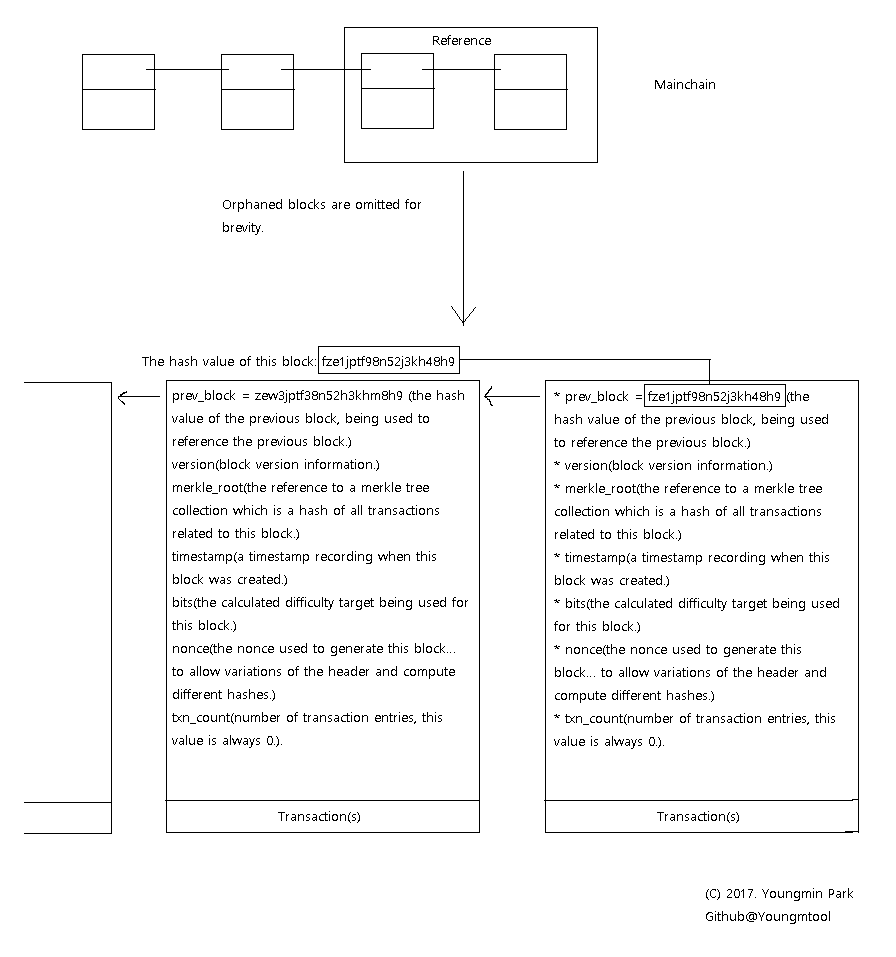 Reference
Mainchain
Orphaned blocks are omitted for
brevity.
The hash value of this block: fze1jptf98n52j3kh48h9
prev_block = zew3jptf38n52h3khm8h9 (the hash
value of the previous block, being used to
reference the previous block.)
version(block version information.)
merkle_root(the reference to a merkle tree
collection which is a hash of all transactions
related to this block.)
timestamp(a timestamp recording when this
block was created.)
bits(the calculated difficulty target being used for
this block.)
nonce(the nonce used to generate this block...
to allow variations of the header and compute
different hashes.)
txn_count(number of transaction entries, this
value is always 0.).
Transaction(s)
* prev_block = fze1jptf98n52j3kh48h9 (the
hash value of the previous block, being used
to reference the previous block.)
* version(block version information.)
* merkle_root(the reference to a merkle tree
collection which is a hash of all transactions
related to this block.)
* timestamp(a timestamp recording when this
block was created.)
* bits(the calculated difficulty target being used
for this block.)
* nonce(the nonce used to generate this
block... to allow variations of the header and
compute different hashes.)
* txn_count(number of transaction entries, this
value is always 0.).
Transaction(s)
(C) 2017. Youngmin Park
Github@Youngmtool